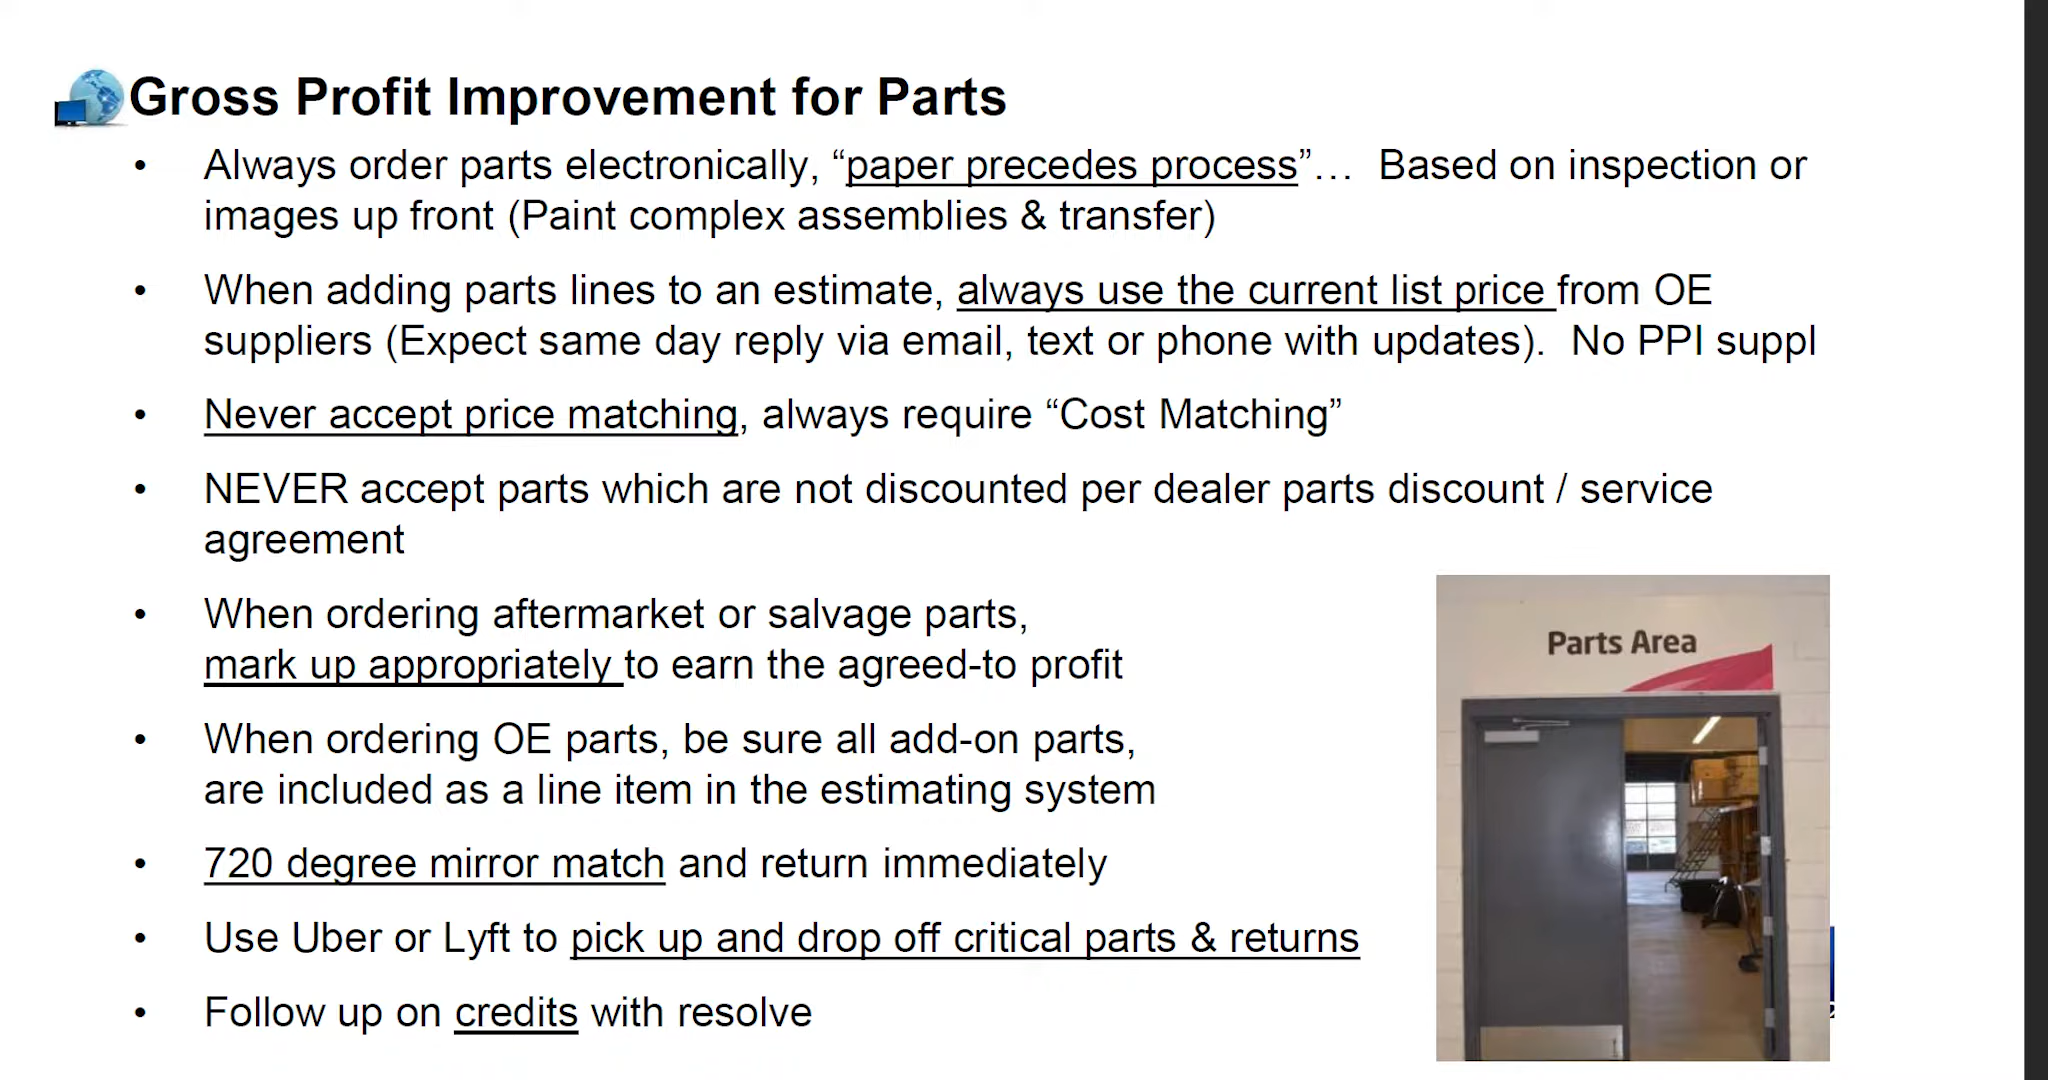 Gross Profit Improvement for Parts
• Always order parts electronically, “paper precedes process”… Based on inspection or
images up front (Paint complex assemblies & transfer)
• When adding parts lines to an estimate, always use the current list price from OE
suppliers (Expect same day reply via email, text or phone with updates). No PPI suppl
• Never accept price matching, always require “Cost Matching”
• NEVER accept parts which are not discounted per dealer parts discount / service
agreement
• When ordering aftermarket or salvage parts,
mark up appropriately to earn the agreed-to profit
• When ordering OE parts, be sure all add-on parts,
are included as a line item in the estimating system
• 720 degree mirror match and return immediately
• Use Uber or Lyft to pick up and drop off critical parts & returns
• Follow up on credits with resolve
Parts Area